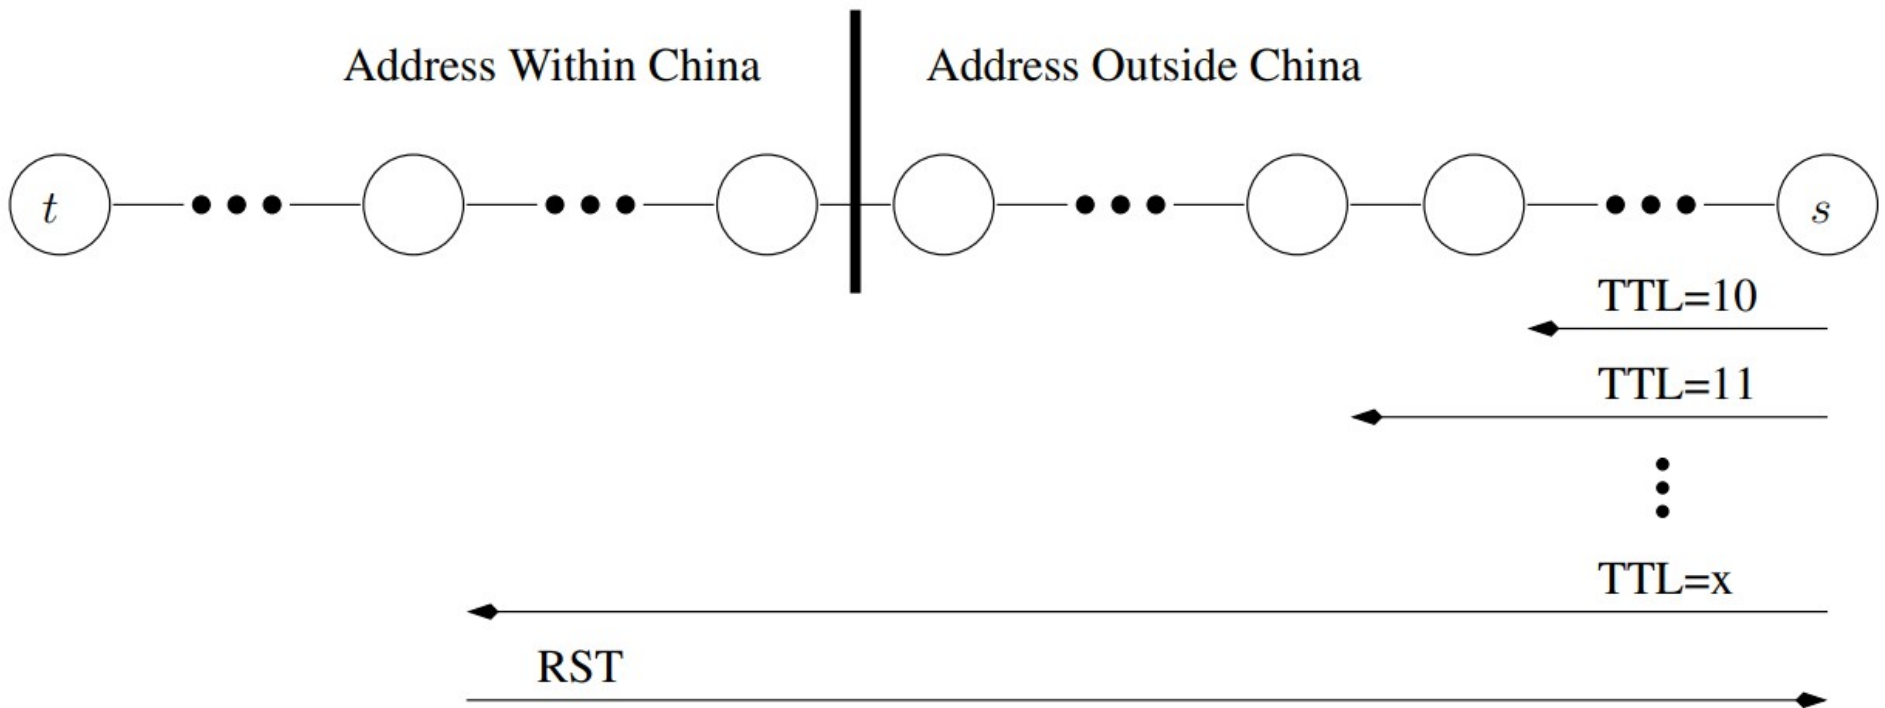 Address Within China
Address Outside China
t
s
TTL=10
TTL=11
TTL=x
RST